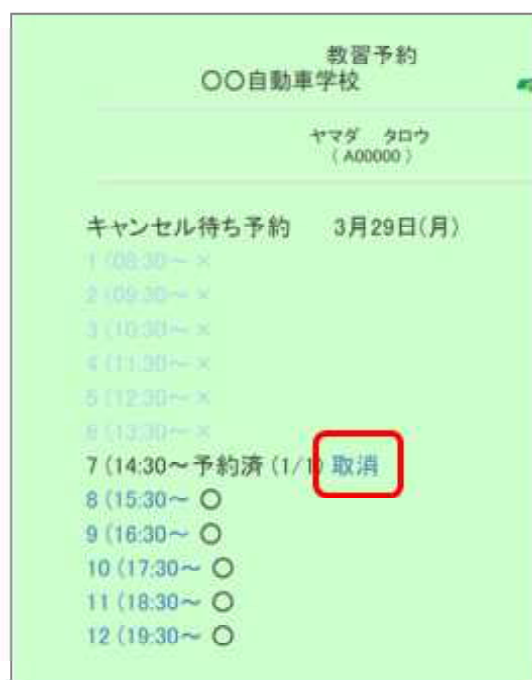 教習予約
〇〇自動車学校
ヤマダ タロウ
( A00000 )
キャンセル待ち予約 3月29日(月)
1 (08:30～ ×
2 (09:30～ ×
3 (10:30～ ×
4 (11:30～ ×
5 (12:30～ ×
6 (13:30～ ×
7 (14:30～予約済 (1/1) 取消
8 (15:30～ 〇
9 (16:30～ 〇
10 (17:30～ 〇
11 (18:30～ 〇
12 (19:30～ 〇